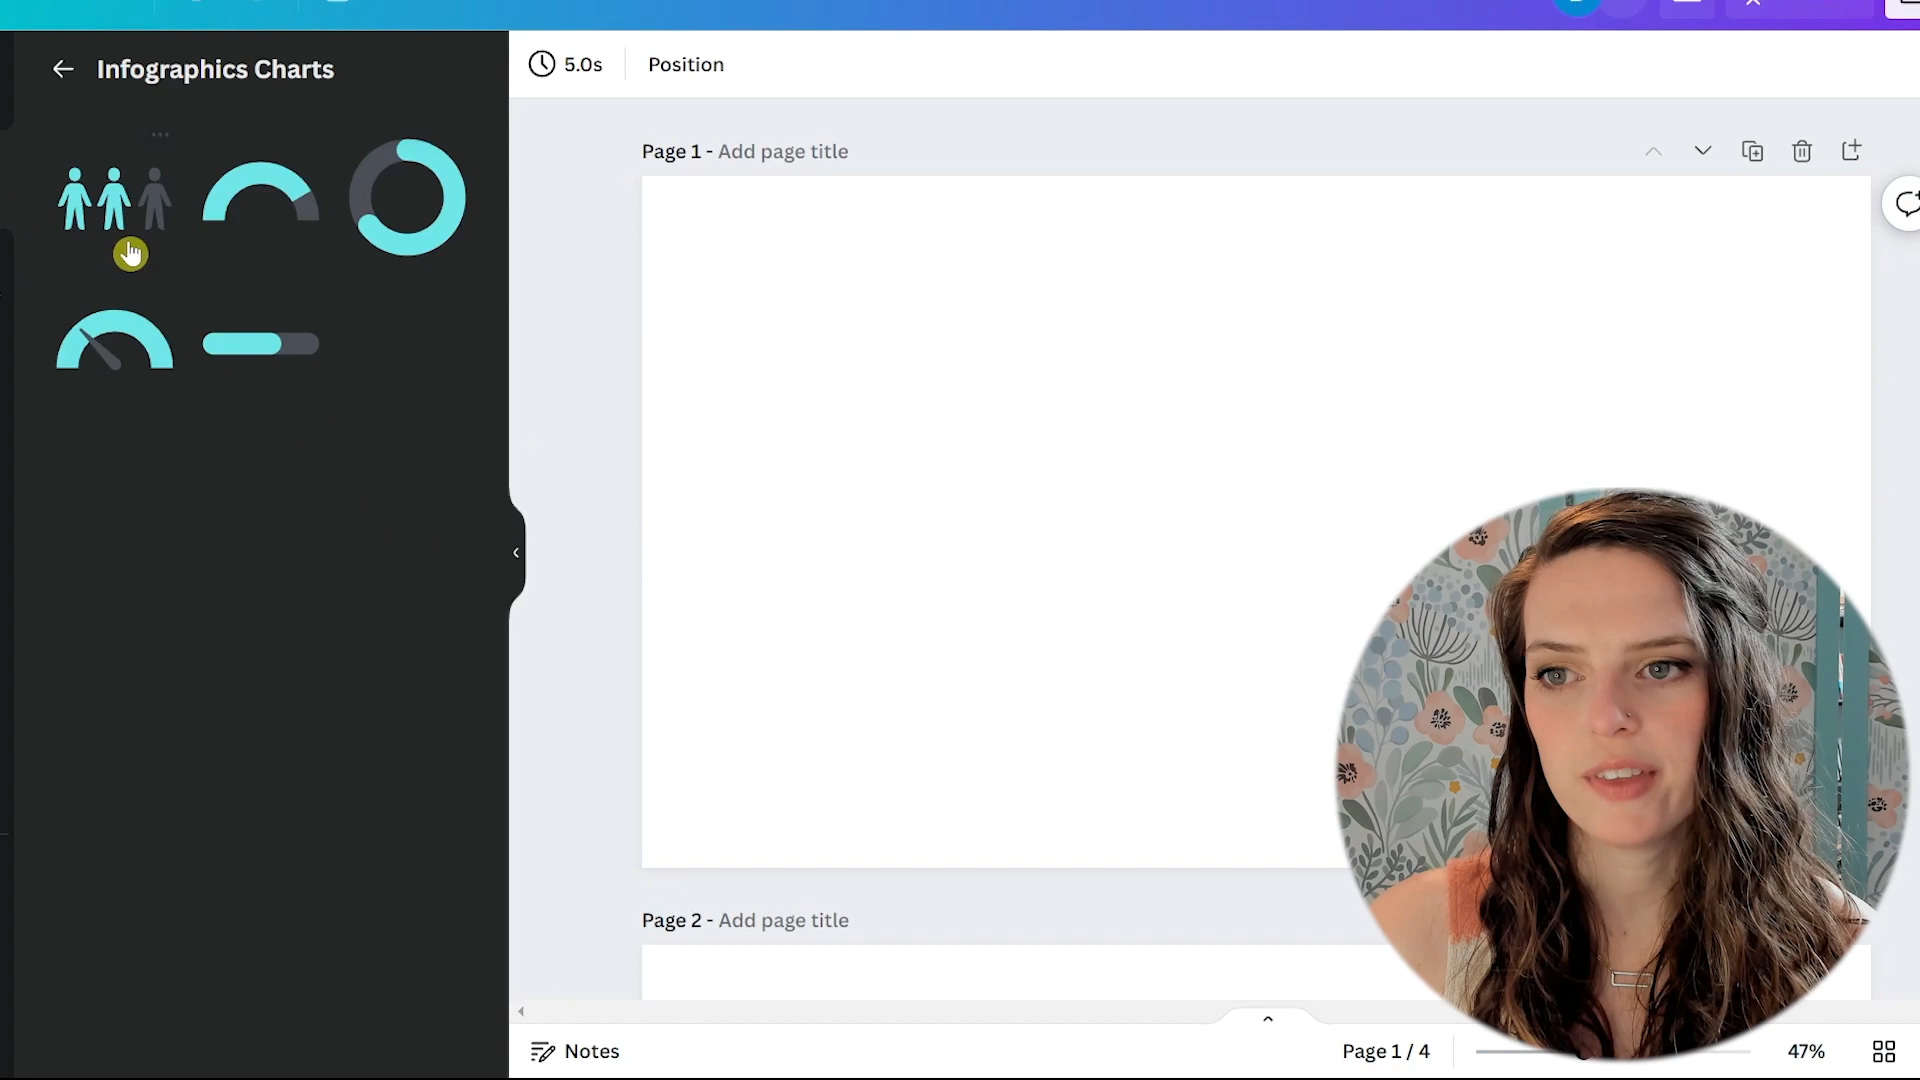 Infographics Charts
5.0s
Position
Page 1 - Add page title
Page 2 - Add page title
Notes
Page 1 / 4
47%